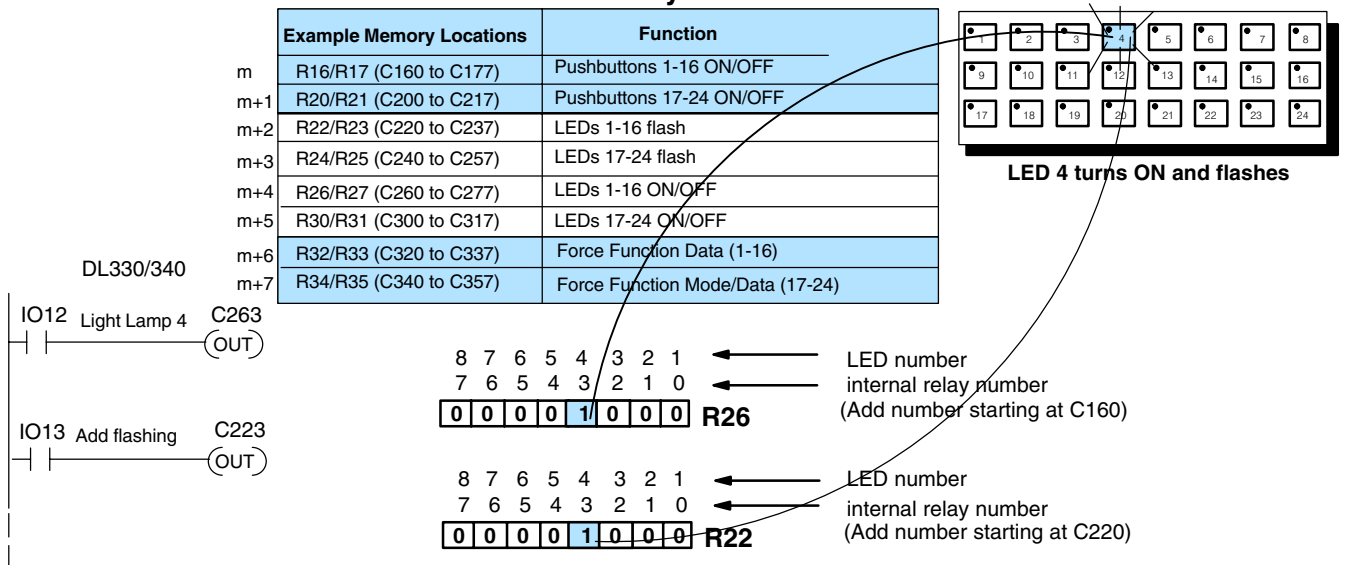 Example Memory Locations Function
m R16/R17 (C160 to C177) Pushbuttons 1-16 ON/OFF
m+1 R20/R21 (C200 to C217) Pushbuttons 17-24 ON/OFF
m+2 R22/R23 (C220 to C237) LEDs 1-16 flash
m+3 R24/R25 (C240 to C257) LEDs 17-24 flash
m+4 R26/R27 (C260 to C277) LEDs 1-16 ON/OFF
m+5 R30/R31 (C300 to C317) LEDs 17-24 ON/OFF
m+6 R32/R33 (C320 to C337) Force Function Data (1-16)
m+7 R34/R35 (C340 to C357) Force Function Mode/Data (17-24)
1 2 3 4 5 6 7 8
9 10 11 12 13 14 15 16
17 18 19 20 21 22 23 24
LED 4 turns ON and flashes
DL330/340
IO12 Light Lamp 4 C263
OUT
IO13 Add flashing C223
OUT
8 7 6 5 4 3 2 1 LED number
7 6 5 4 3 2 1 0 internal relay number
(Add number starting at C160)
0 0 0 0 1 0 0 0 R26
8 7 6 5 4 3 2 1 LED number
7 6 5 4 3 2 1 0 internal relay number
(Add number starting at C220)
0 0 0 0 1 0 0 0 R22